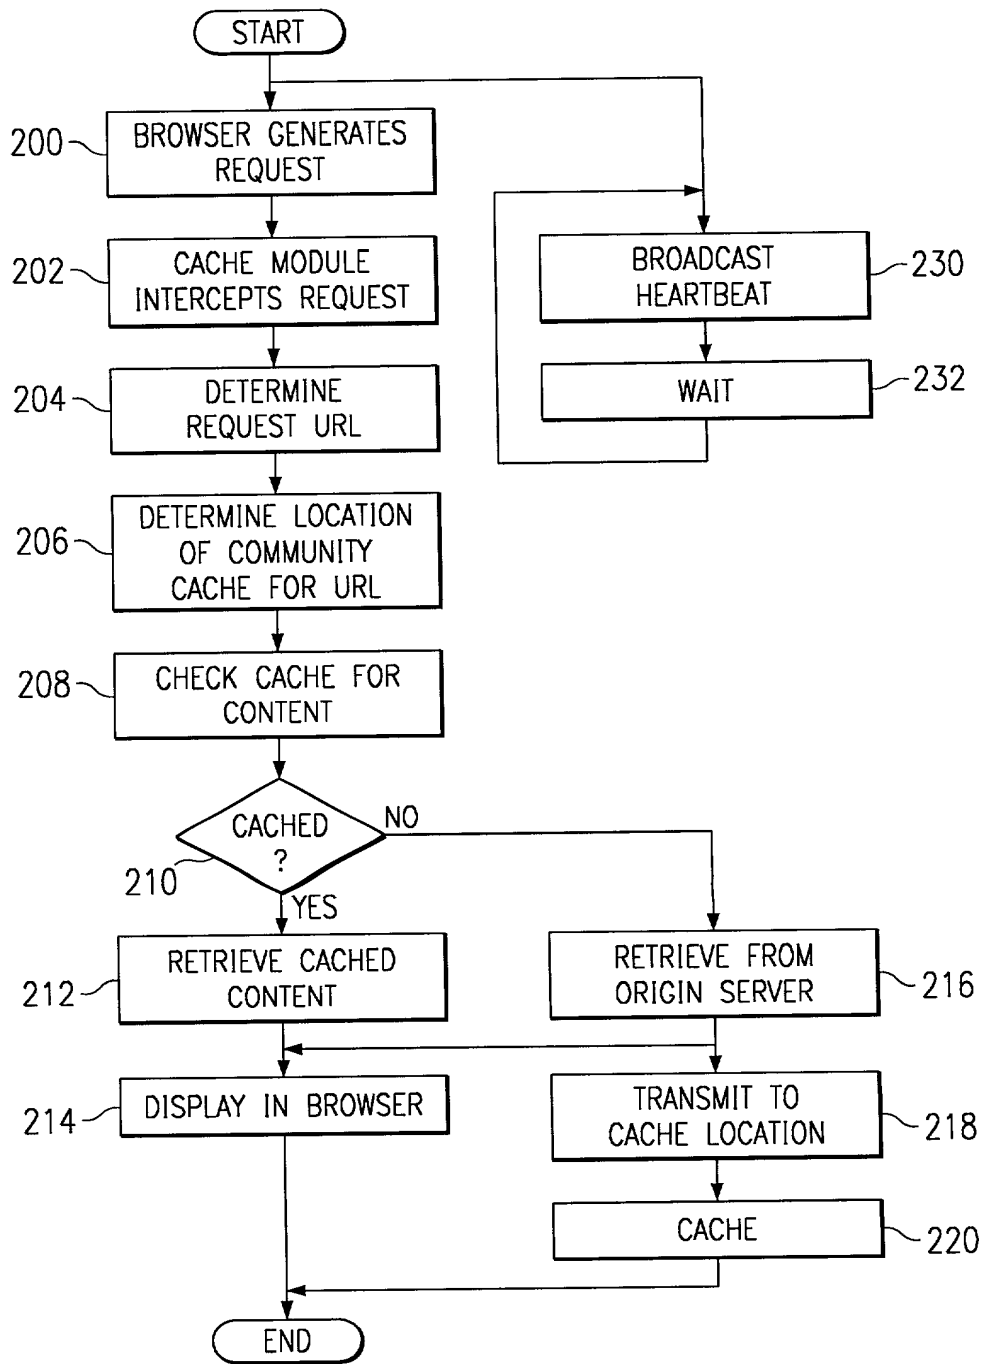 START
200
BROWSER GENERATES
REQUEST
202
CACHE MODULE
INTERCEPTS REQUEST
BROADCAST
HEARTBEAT
230
204
DETERMINE
REQUEST URL
WAIT
232
206
DETERMINE LOCATION
OF COMMUNITY
CACHE FOR URL
208
CHECK CACHE FOR
CONTENT
CACHED
?
NO
210
YES
212
RETRIEVE CACHED
CONTENT
RETRIEVE FROM
ORIGIN SERVER
216
214
DISPLAY IN BROWSER
TRANSMIT TO
CACHE LOCATION
218
CACHE
220
END